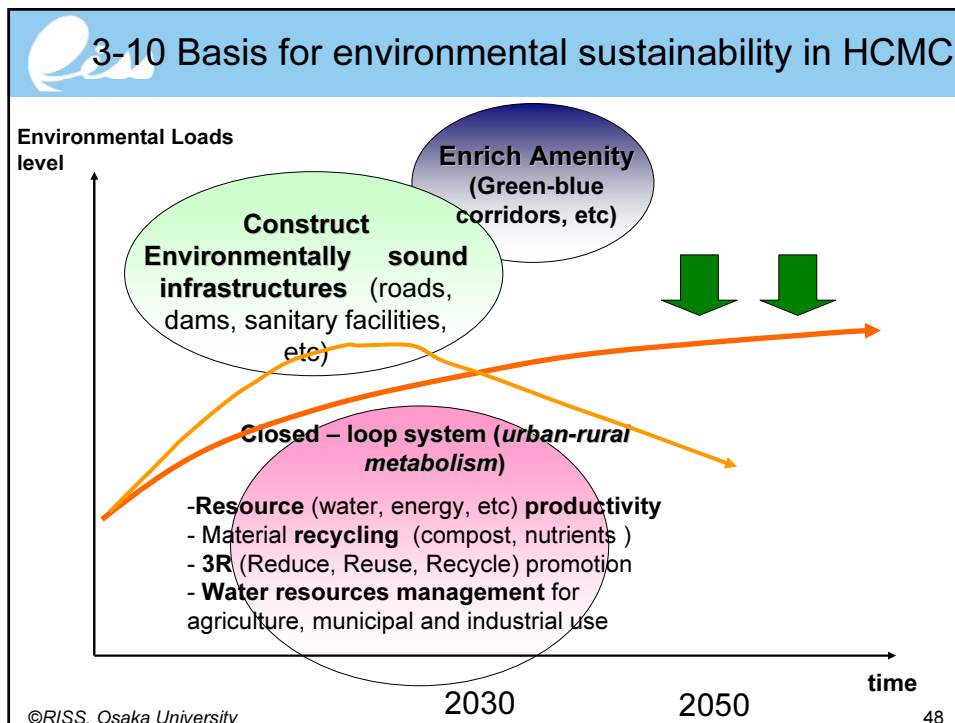 3-10 Basis for environmental sustainability in HCMC
Environmental Loads
level
Enrich Amenity
(Green-blue
corridors, etc)
Construct
Environmentally sound
infrastructures (roads,
dams, sanitary facilities,
etc)
Closed – loop system (urban-rural
metabolism)
-Resource (water, energy, etc) productivity
- Material recycling (compost, nutrients )
- 3R (Reduce, Reuse, Recycle) promotion
- Water resources management for
agriculture, municipal and industrial use
time
2030
2050
©RISS, Osaka University
48